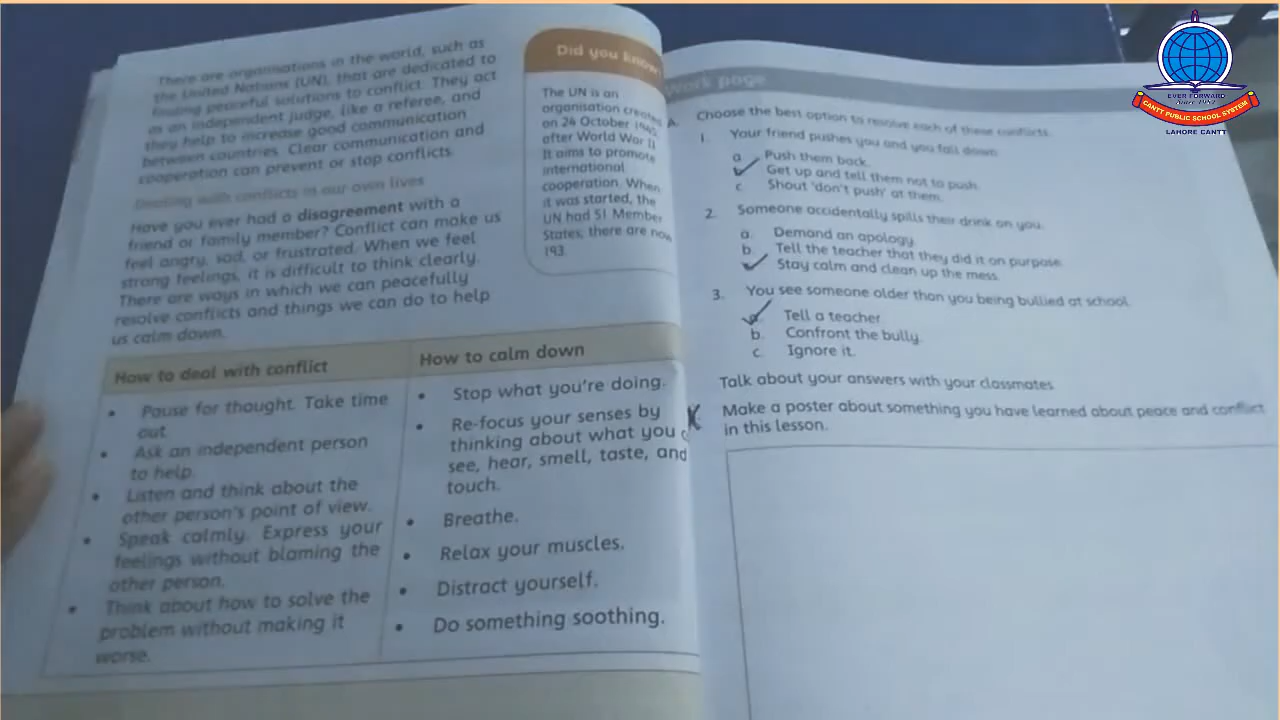 There are organisations in the world, such as
the United Nations (UN), that are dedicated to
finding peaceful solutions to conflict. They act
as an independent judge, like a referee, and
they help to increase good communication
between countries. Clear communication and
cooperation can prevent or stop conflicts.
Dealing with conflicts in our own lives
Have you ever had a disagreement with a
friend or family member? Conflict can make us
feel angry, sad, or frustrated. When we feel
strong feelings, it is difficult to think clearly.
There are ways in which we can peacefully
resolve conflicts and things we can do to help
us calm down.
How to deal with conflict
• Pause for thought. Take time
out.
• Ask an independent person
to help.
• Listen and think about the
other person's point of view.
• Speak calmly. Express your
feelings without blaming the
other person.
• Think about how to solve the
problem without making it
worse.
How to calm down
• Stop what you're doing.
• Re-focus your senses by
thinking about what you
see, hear, smell, taste, and
touch.
• Breathe.
• Relax your muscles.
• Distract yourself.
• Do something soothing.
Did you know?
The UN is an
organisation created
on 24 October 1945,
after World War II.
It aims to promote
international
cooperation. When
it was started, the
UN had 51 Member
States; there are now
193.
Work page
A. Choose the best option to resolve each of these conflicts.
1. Your friend pushes you and you fall down.
a. Push them back.
Get up and tell them not to push.
c. Shout 'don't push' at them.
2. Someone accidentally spills their drink on you.
a. Demand an apology.
b. Tell the teacher that they did it on purpose.
Stay calm and clean up the mess.
3. You see someone older than you being bullied at school.
a. Tell a teacher.
b. Confront the bully.
c. Ignore it.
Talk about your answers with your classmates.
Make a poster about something you have learned about peace and conflict
in this lesson.
EVER FORWARD
Since 1952
CANTT PUBLIC SCHOOL SYSTEM
LAHORE CANTT